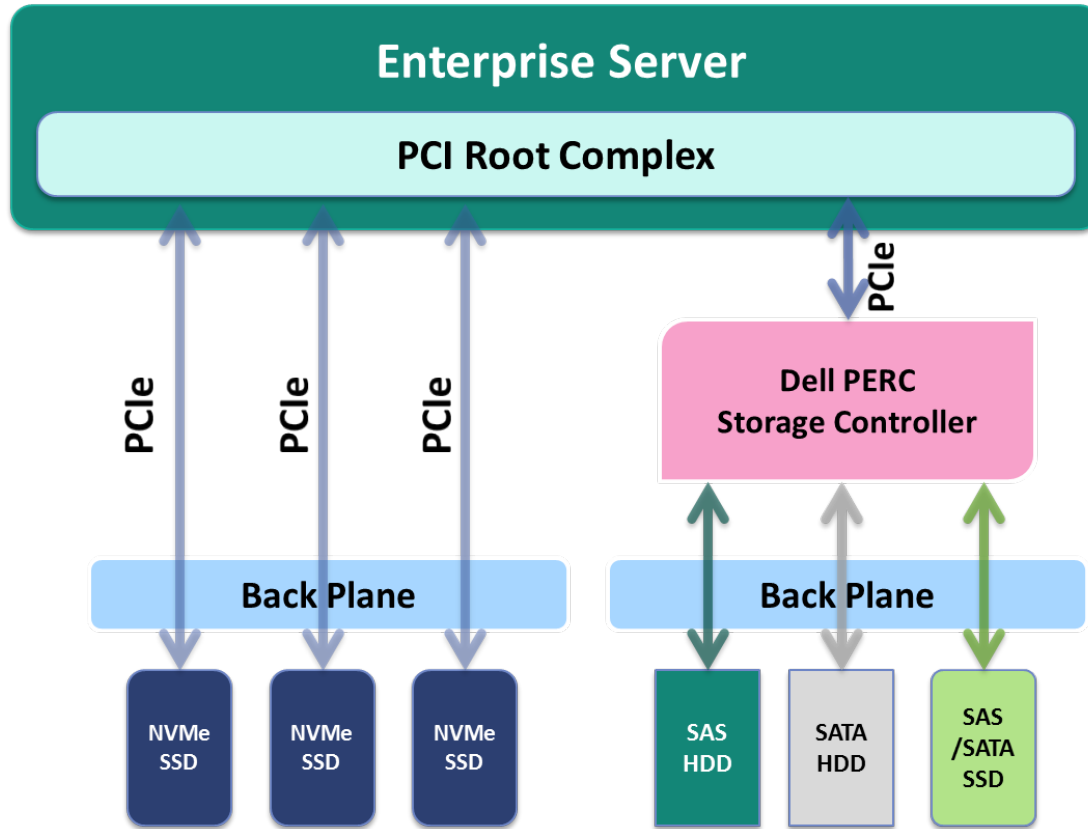 Enterprise Server
PCI Root Complex
PCIe
PCIe
PCIe
PCIe
Dell PERC
Storage Controller
Back Plane
Back Plane
NVMe
SSD
NVMe
SSD
NVMe
SSD
SAS
HDD
SATA
HDD
SAS
/SATA
SSD